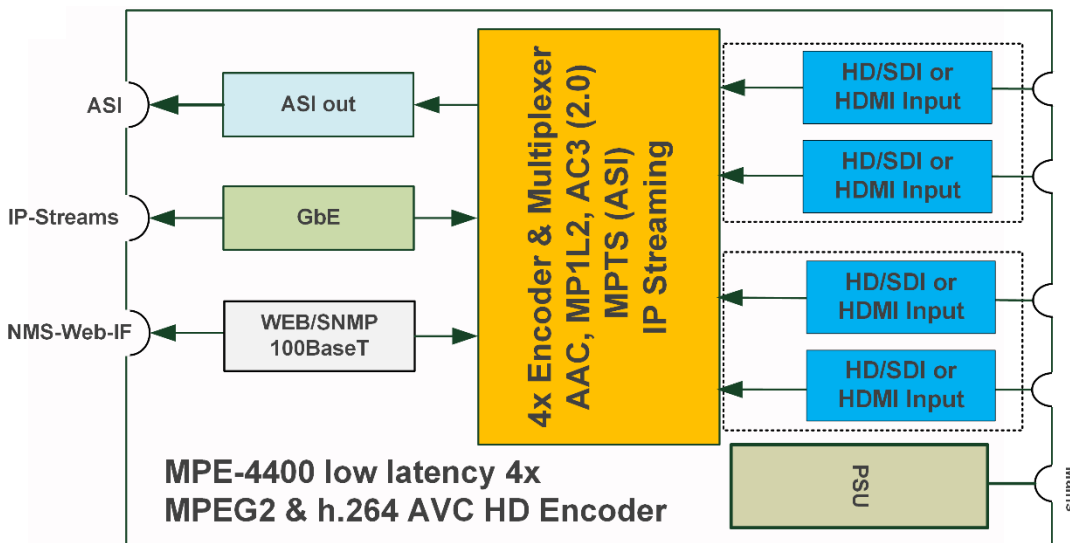 ASI
ASI out
IP-Streams
GbE
NMS-Web-IF
WEB/SNMP
100BaseT
4x Encoder & Multiplexer
AAC, MP1L2, AC3 (2.0)
MPTS (ASI)
IP Streaming
HD/SDI or
HDMI Input
HD/SDI or
HDMI Input
HD/SDI or
HDMI Input
HD/SDI or
HDMI Input
PSU
MPE-4400 low latency 4x
MPEG2 & h.264 AVC HD Encoder